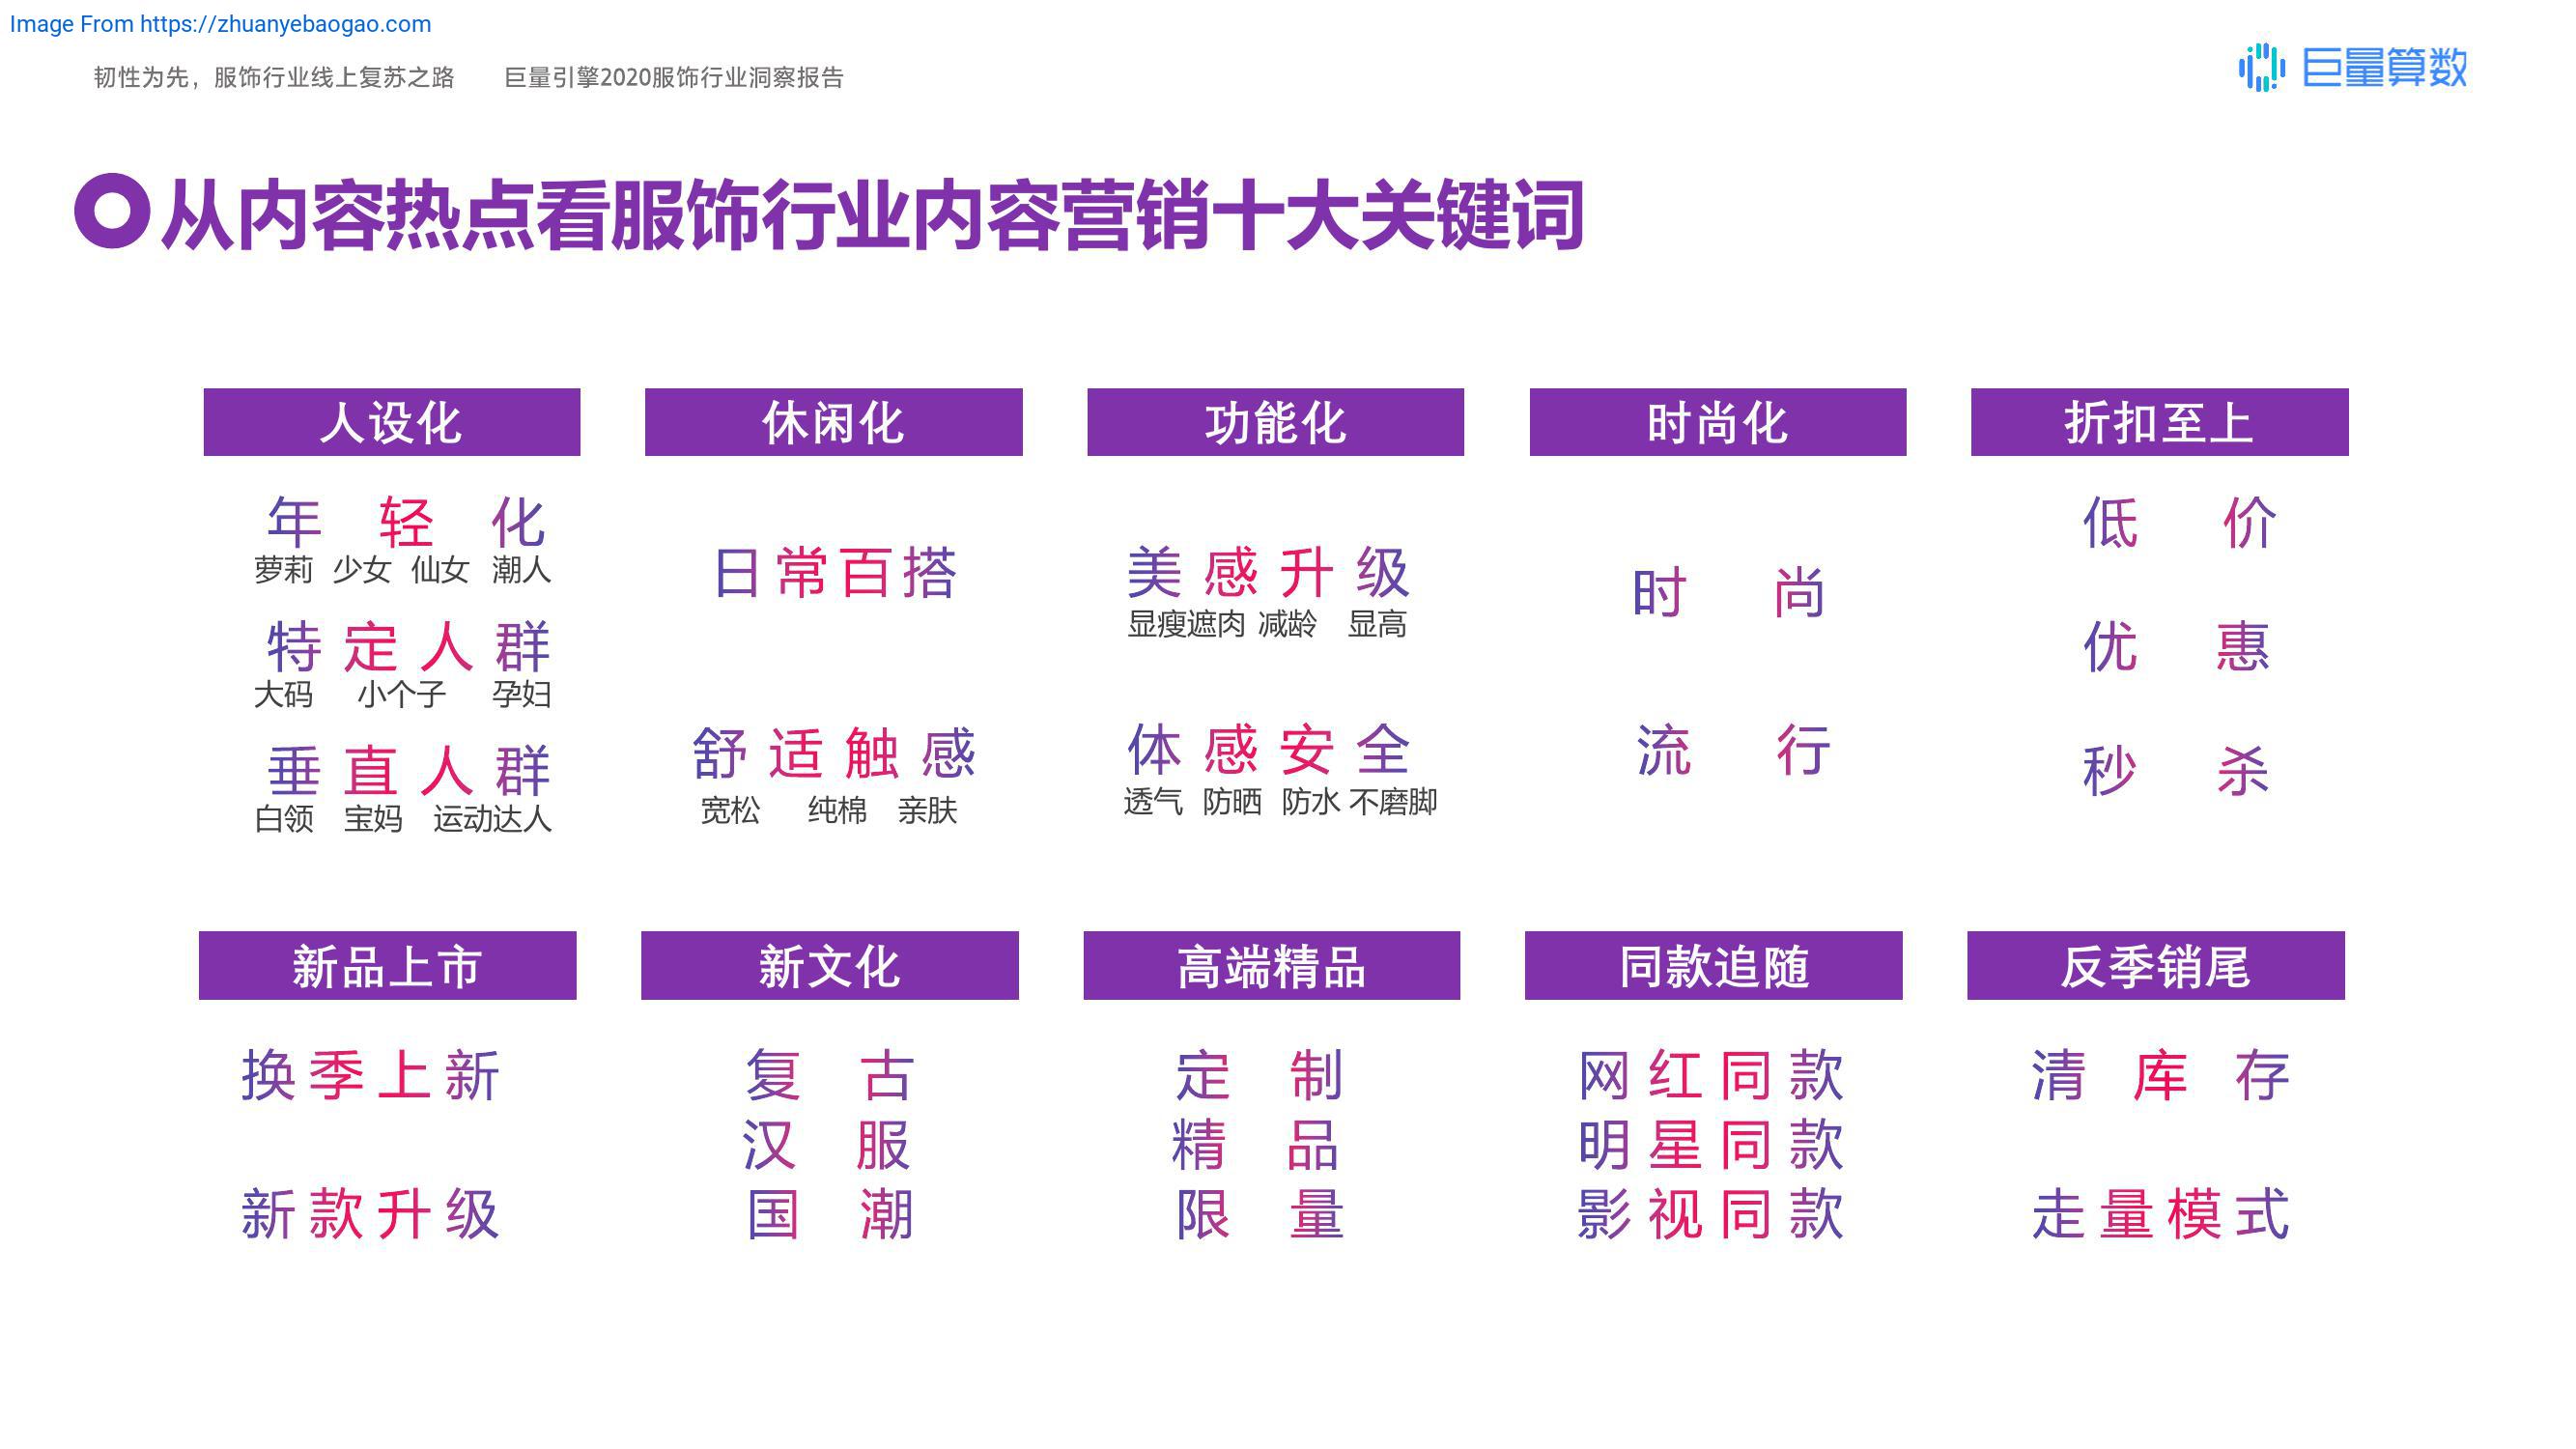 Image From https://zhuanyebaogao.com
韧性为先，服饰行业线上复苏之路 巨量引擎2020服饰行业洞察报告
巨量算数
从内容热点看服饰行业内容营销十大关键词
人设化
年轻化
萝莉 少女 仙女 潮人
特定人群
大码 小个子 孕妇
垂直人群
白领 宝妈 运动达人
休闲化
日常百搭
舒适触感
宽松 纯棉 亲肤
功能化
美感升级
显瘦遮肉 减龄 显高
体感安全
透气 防晒 防水 不磨脚
时尚化
时尚
流行
折扣至上
低价
优惠
秒杀
新品上市
换季上新
新款升级
新文化
复古
汉服
国潮
高端精品
定制
精品
限量
同款追随
网红同款
明星同款
影视同款
反季销尾
清库存
走量模式